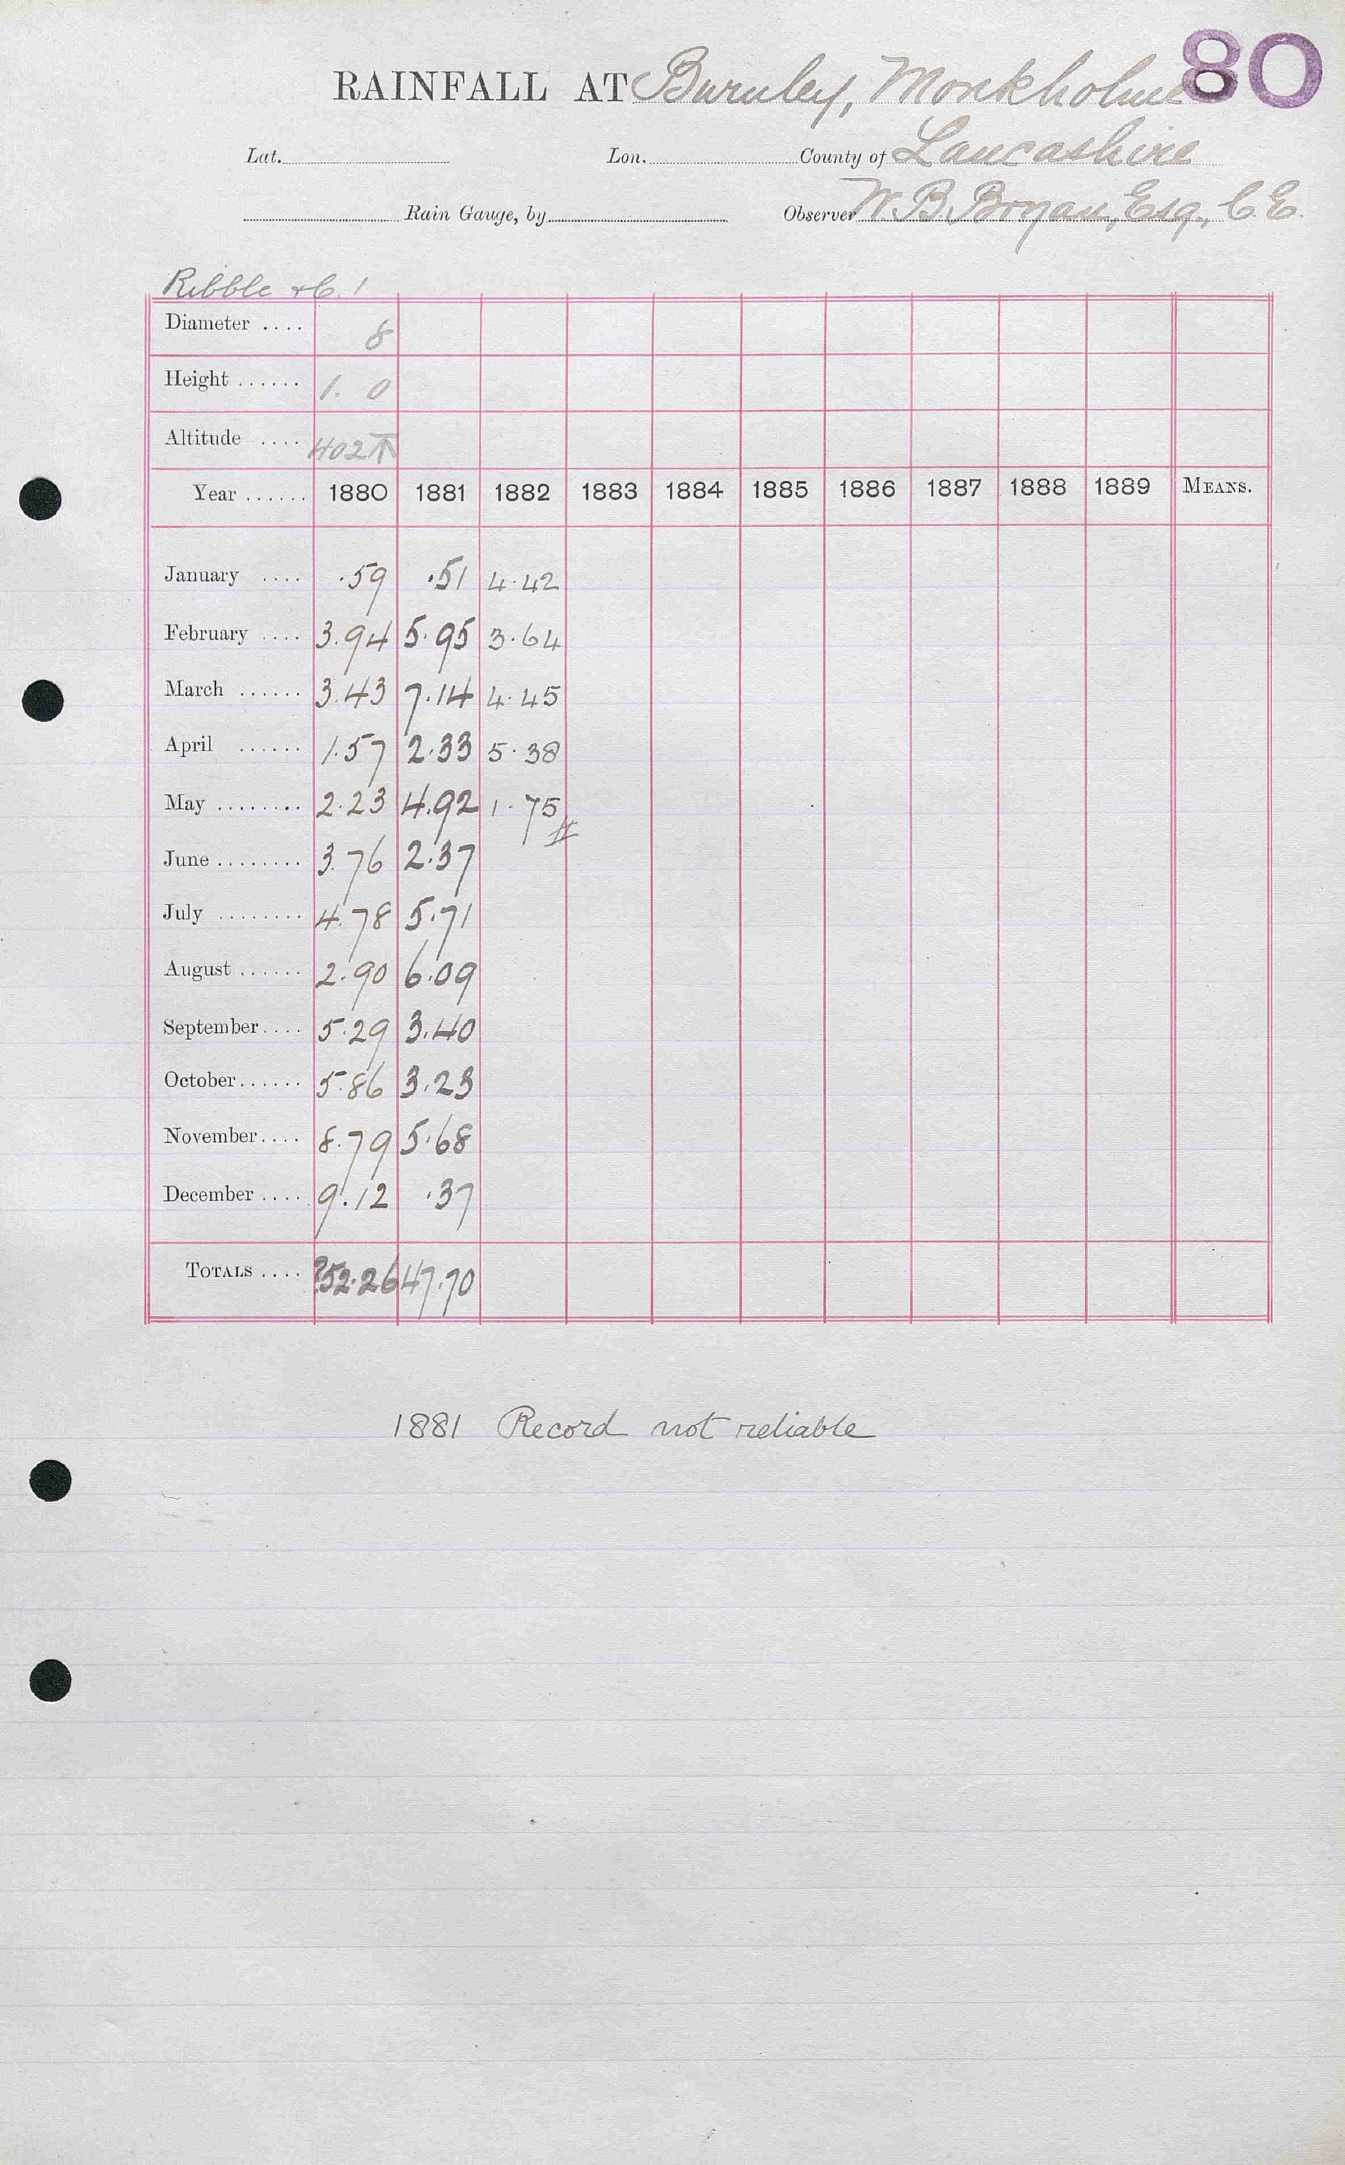 80
RAINFALL AT Burnley, Monkholme
Lat. Lon. County of Lancashire
Rain Gauge, by Observer W. B. Bryan, Esq., C.E.
Ribble &c. 1
Diameter .... 8
Height ...... 1. 0
Altitude .... 402
Year ...... 1880 1881 1882 1883 1884 1885 1886 1887 1888 1889 MEANS.
January .... .59 .51 4.42
February .... 3.94 5.95 3.64
March ...... 3.43 7.14 4.45
April ...... 1.57 2.33 5.38
May ........ 2.23 4.92 1.75
June ........ 3.76 2.37
July ........ 4.78 5.71
August ...... 2.90 6.09
September .... 5.29 3.40
October ...... 5.86 3.23
November .... 8.79 5.68
December .... 9.12 .37
TOTALS .... ?52.26 47.70
1881 Record not reliable